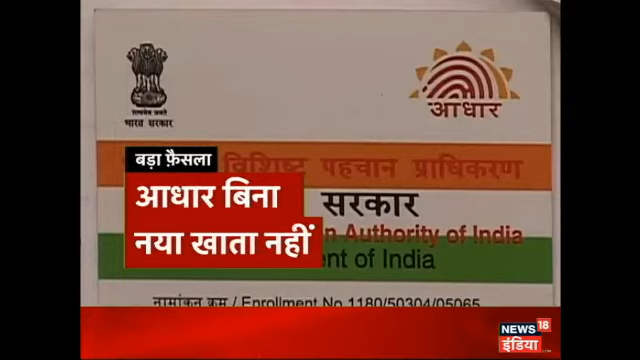 सत्यमेव जयते
भारत सरकार
आधार
बड़ा फ़ैसला
विशिष्ट पहचान प्राधिकरण
आधार बिना
सरकार
नया खाता नहीं
n Authority of India
ent of India
नामांकन क्रम / Enrollment No 1180/50304/05065
NEWS 18
इंडिया